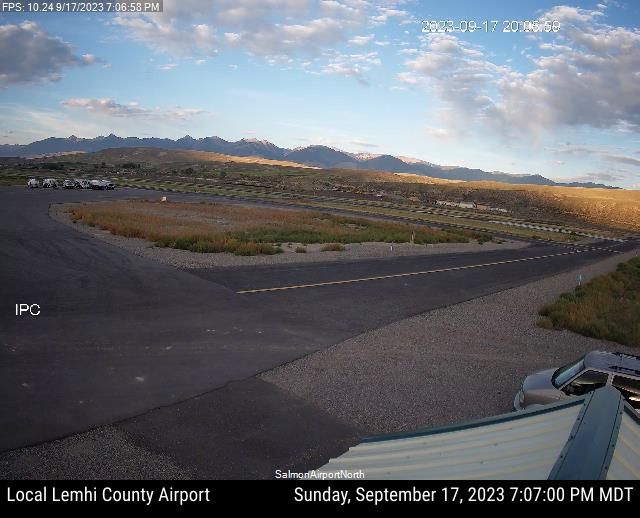 FPS: 10.24 9/17/2023 7:06:58 PM
2023-09-17 20:05:59
IPC
SalmonAirportNorth
Local Lemhi County Airport Sunday, September 17, 2023 7:07:00 PM MDT